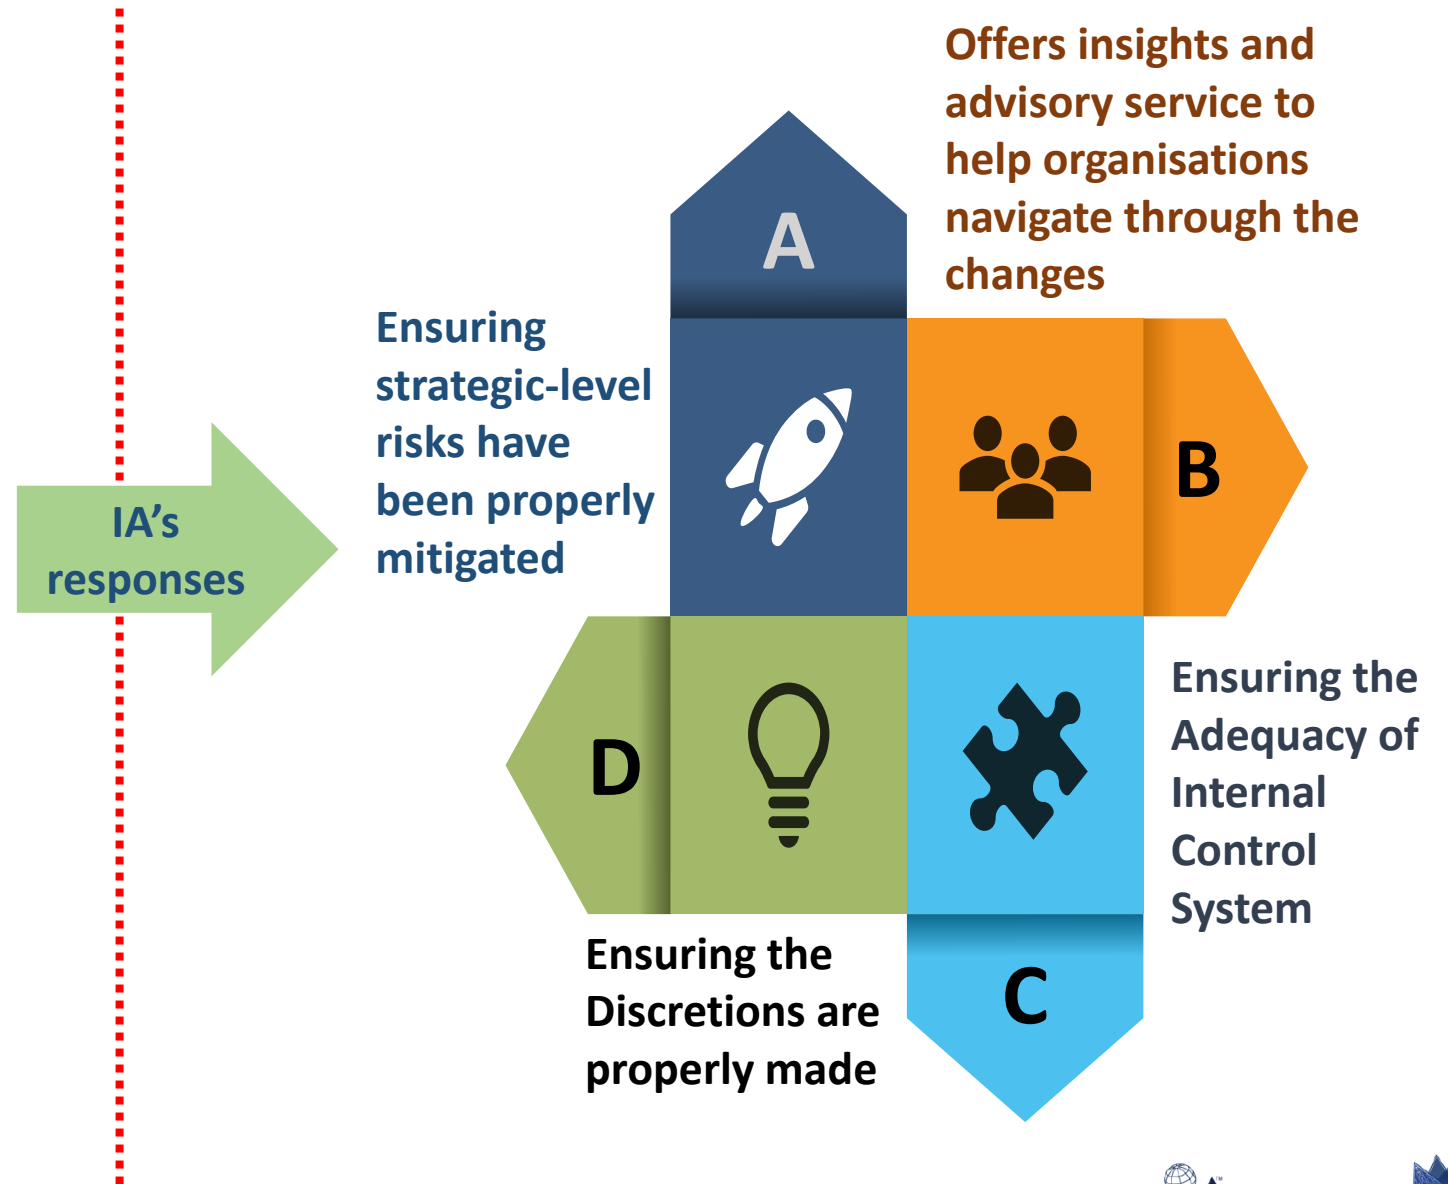 Offers insights and
advisory service to
help organisations
navigate through the
changes
A
Ensuring
strategic-level
risks have
been properly
mitigated
B
IA’s
responses
Ensuring the
Adequacy of
Internal
Control
System
D
Ensuring the
Discretions are
properly made
C